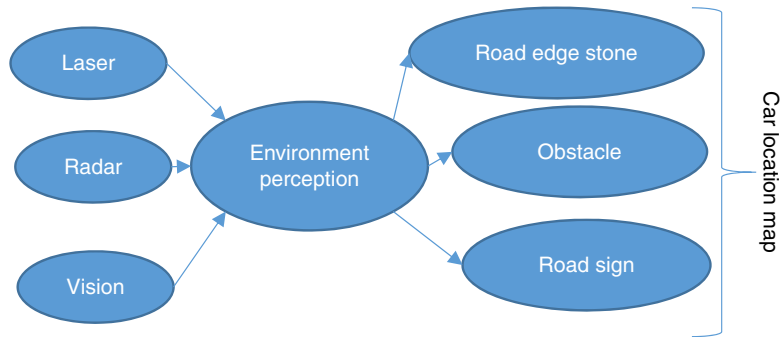 Laser
Radar
Vision
Environment
perception
Road edge stone
Obstacle
Road sign
Car location map